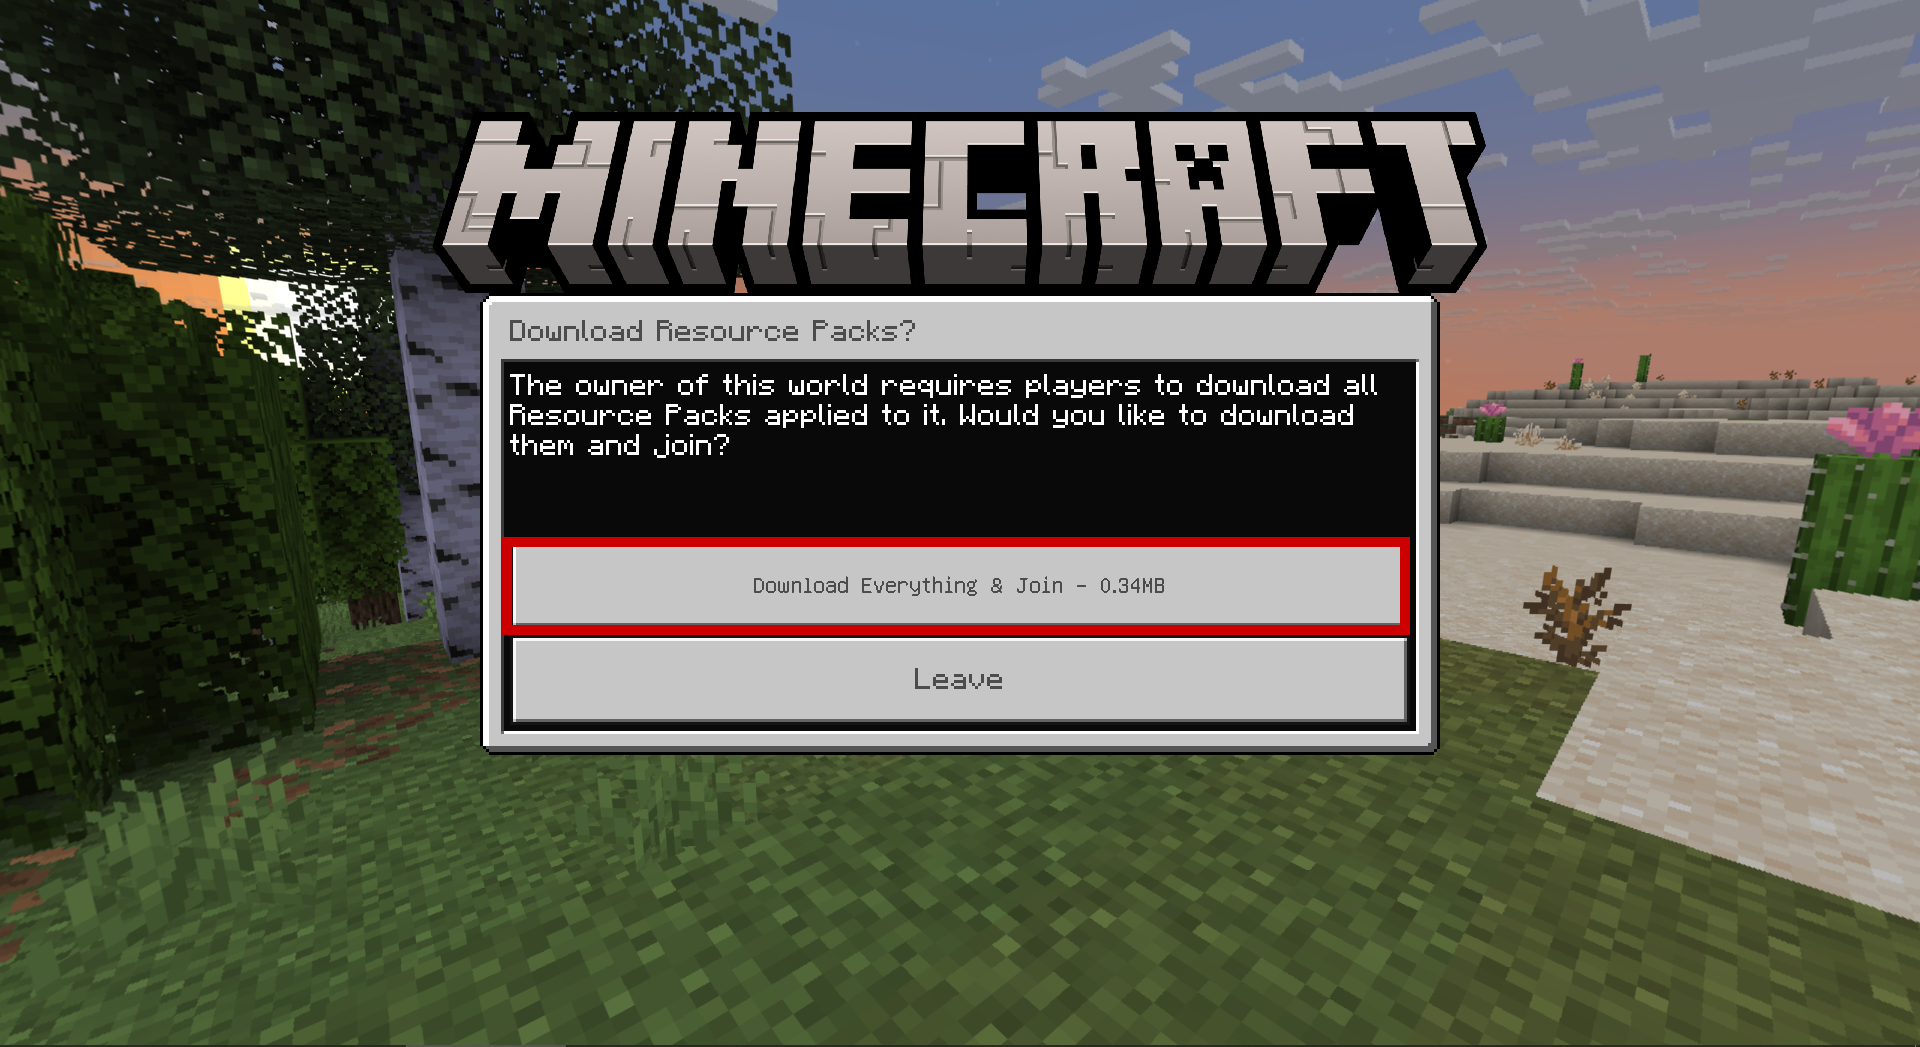 MINECRAFT
Download Resource Packs?
The owner of this world requires players to download all
Resource Packs applied to it. Would you like to download
them and join?
Download Everything & Join - 0.34MB
Leave